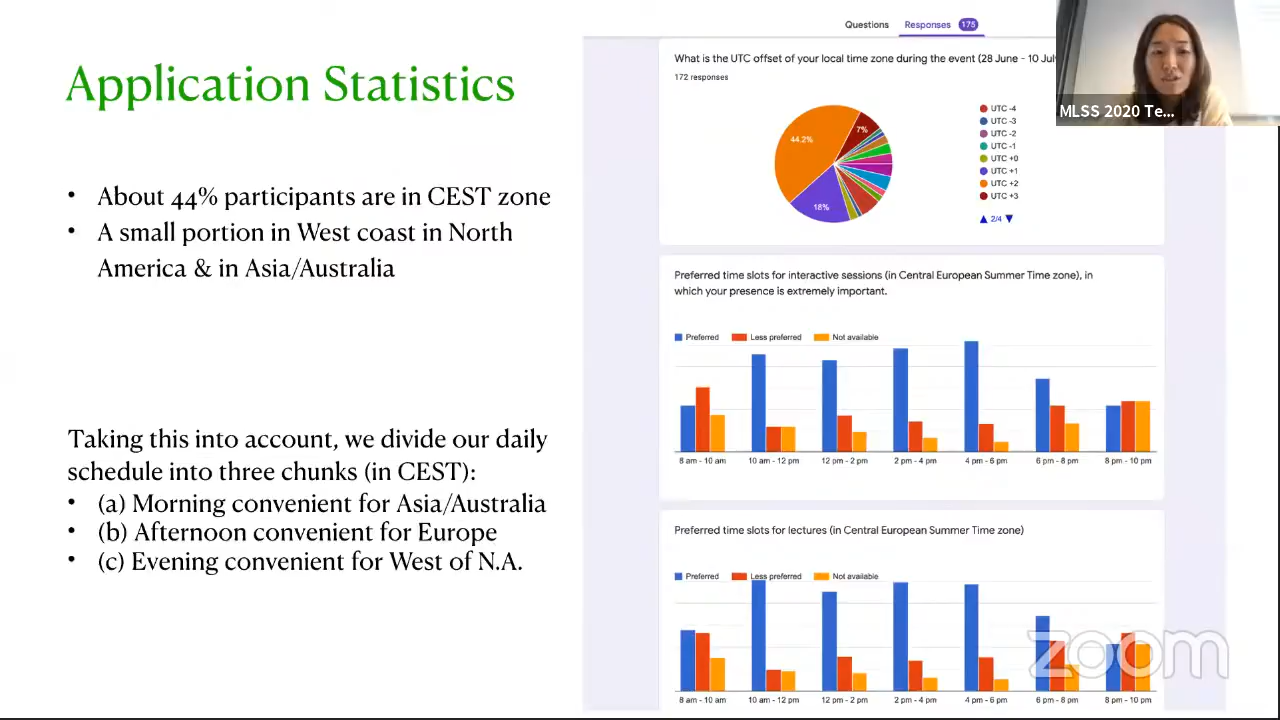 Application Statistics
• About 44% participants are in CEST zone
• A small portion in West coast in North
America & in Asia/Australia
Taking this into account, we divide our daily
schedule into three chunks (in CEST):
• (a) Morning convenient for Asia/Australia
• (b) Afternoon convenient for Europe
• (c) Evening convenient for West of N.A.
Questions Responses 175
What is the UTC offset of your local time zone during the event (28 June - 10 July
172 responses
44.2%
7%
18%
UTC -4
UTC -3
UTC -2
UTC -1
UTC +0
UTC +1
UTC +2
UTC +3
2/4
MLSS 2020 Te...
Preferred time slots for interactive sessions (in Central European Summer Time zone), in
which your presence is extremely important.
Preferred Less preferred Not available
8 am - 10 am 10 am - 12 pm 12 pm - 2 pm 2 pm - 4 pm 4 pm - 6 pm 6 pm - 8 pm 8 pm - 10 pm
Preferred time slots for lectures (in Central European Summer Time zone)
Preferred Less preferred Not available
8 am - 10 am 10 am - 12 pm 12 pm - 2 pm 2 pm - 4 pm 4 pm - 6 pm 6 pm - 8 pm 8 pm - 10 pm
zoom